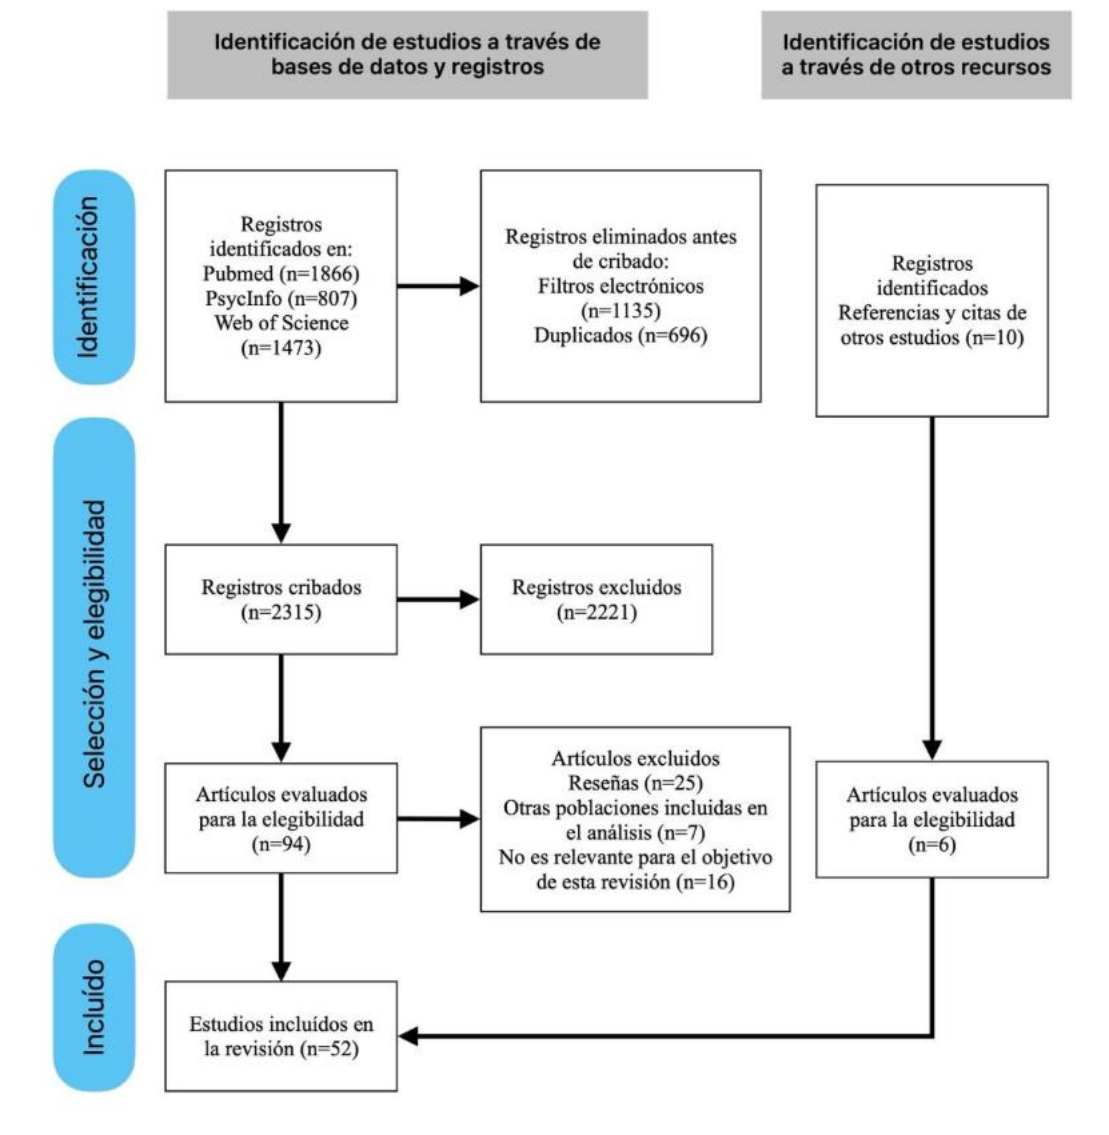 Identificación de estudios a través de
bases de datos y registros
Identificación de estudios
a través de otros recursos
Identificación
Registros
identificados en:
Pubmed (n=1866)
PsycInfo (n=807)
Web of Science
(n=1473)
Registros eliminados antes
de cribado:
Filtros electrónicos
(n=1135)
Duplicados (n=696)
Registros
identificados
Referencias y citas de
otros estudios (n=10)
Selección y elegibilidad
Registros cribados
(n=2315)
Registros excluidos
(n=2221)
Artículos evaluados
para la elegibilidad
(n=94)
Artículos excluidos
Reseñas (n=25)
Otras poblaciones incluidas en
el análisis (n=7)
No es relevante para el objetivo
de esta revisión (n=16)
Artículos evaluados
para la elegibilidad
(n=6)
Incluído
Estudios incluídos en
la revisión (n=52)